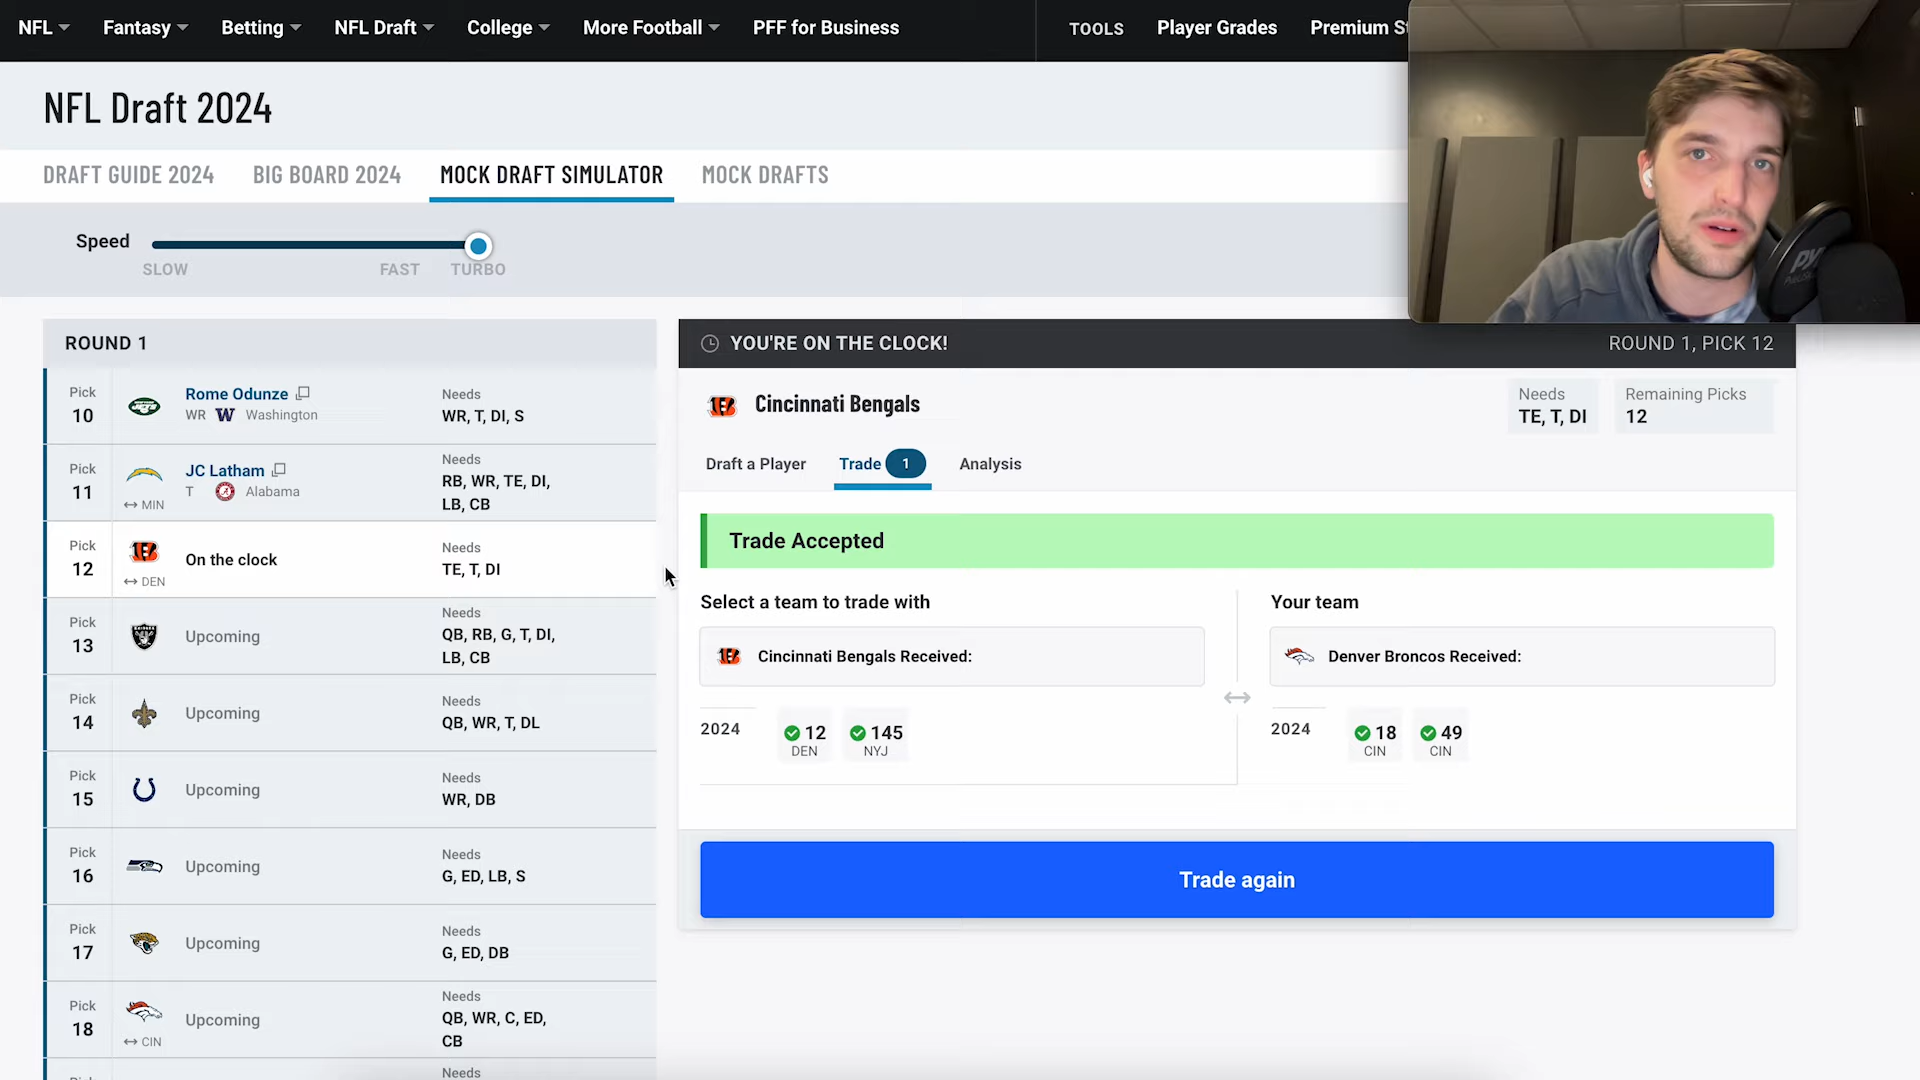 NFL Fantasy Betting NFL Draft College More Football PFF for Business TOOLS Player Grades Premium St
NFL Draft 2024
DRAFT GUIDE 2024 BIG BOARD 2024 MOCK DRAFT SIMULATOR MOCK DRAFTS
Speed
SLOW FAST TURBO
ROUND 1
Pick 10
Rome Odunze
WR W Washington
Needs
WR, T, DI, S
Pick 11
MIN
JC Latham
T A Alabama
Needs
RB, WR, TE, DI,
LB, CB
Pick 12
DEN
On the clock
Needs
TE, T, DI
Pick 13
RAIDERS
Upcoming
Needs
QB, RB, G, T, DI,
LB, CB
Pick 14
Upcoming
Needs
QB, WR, T, DL
Pick 15
Upcoming
Needs
WR, DB
Pick 16
Upcoming
Needs
G, ED, LB, S
Pick 17
Upcoming
Needs
G, ED, DB
Pick 18
CIN
Upcoming
Needs
QB, WR, C, ED,
CB
Needs
YOU'RE ON THE CLOCK! ROUND 1, PICK 12
Cincinnati Bengals
Needs
TE, T, DI
Remaining Picks
12
Draft a Player Trade 1 Analysis
Trade Accepted
Select a team to trade with
Cincinnati Bengals Received:
2024 12 DEN 145 NYJ
Your team
Denver Broncos Received:
2024 18 CIN 49 CIN
Trade again